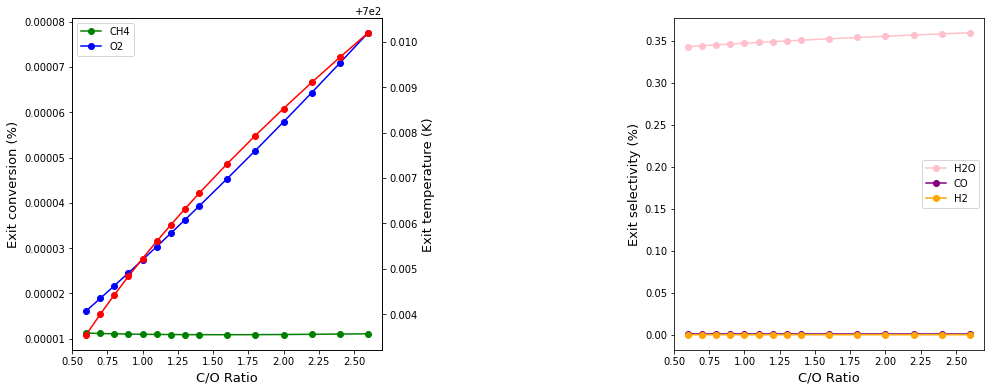 +7e2
0.00008
0.00007
0.00006
0.00005
0.00004
0.00003
0.00002
0.00001
Exit conversion (%)
CH4
O2
0.010
0.009
0.008
0.007
0.006
0.005
0.004
Exit temperature (K)
0.50 0.75 1.00 1.25 1.50 1.75 2.00 2.25 2.50
C/O Ratio
0.35
0.30
0.25
0.20
0.15
0.10
0.05
0.00
Exit selectivity (%)
H2O
CO
H2
0.50 0.75 1.00 1.25 1.50 1.75 2.00 2.25 2.50
C/O Ratio